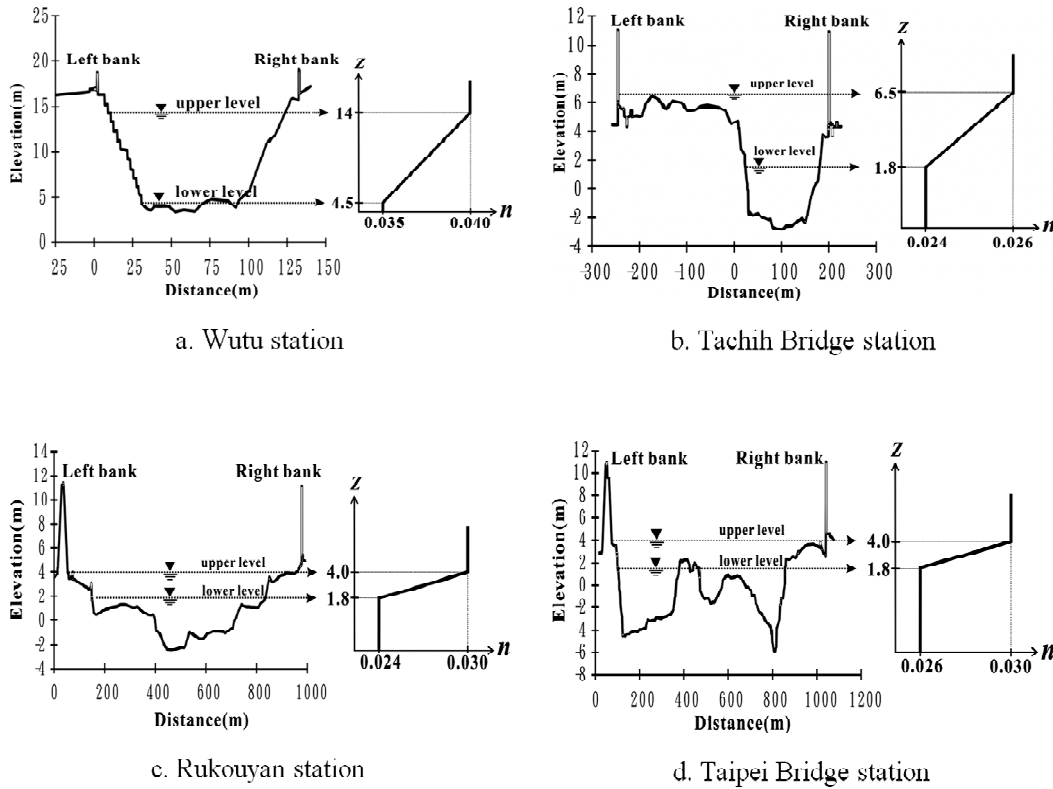 25
20
15
10
5
0
Elevation(m)
Left bank
Right bank
upper level
lower level
25 0 25 50 75 100 125 150
Distance(m)
z
14
4.5
0.035 0.040 n
a. Wutu station
12
10
8
6
4
2
0
-2
-4
Elevation(m)
Left bank
Right bank
upper level
lower level
-300 -200 -100 0 100 200 300
Distance(m)
z
6.5
1.8
0.024 0.026
n
b. Tachih Bridge station
14
12
10
8
6
4
2
0
-2
-4
Elevation(m)
Left bank
Right bank
upper level
lower level
0 200 400 600 800 1000
Distance(m)
z
4.0
1.8
0.024 0.030
n
c. Rukouyan station
12
10
8
6
4
2
0
-2
-4
-6
-8
Elevation(m)
Left bank
Right bank
upper level
lower level
0 200 400 600 800 1000 1200
Distance(m)
z
4.0
1.8
0.026 0.030
n
d. Taipei Bridge station